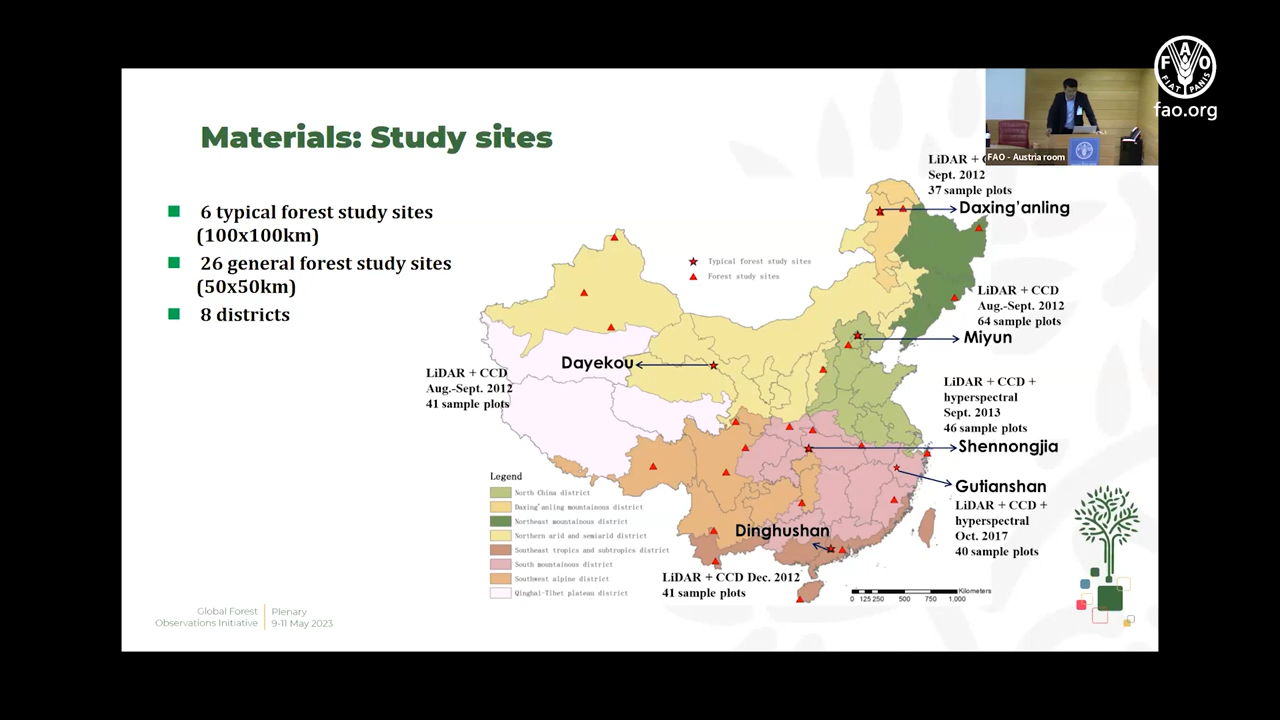 FAO
FIAT PANIS
fao.org
FAO - Austria room
Materials: Study sites
6 typical forest study sites
(100x100km)
26 general forest study sites
(50x50km)
8 districts
LiDAR +
Sept. 2012
37 sample plots
Daxing'anling
Typical forest study sites
Forest study sites
LiDAR + CCD
Aug.-Sept. 2012
64 sample plots
Miyun
Dayekou
LiDAR + CCD
Aug.-Sept. 2012
41 sample plots
LiDAR + CCD +
hyperspectral
Sept. 2013
46 sample plots
Shennongjia
Gutianshan
LiDAR + CCD +
hyperspectral
Oct. 2017
40 sample plots
Dinghushan
LiDAR + CCD Dec. 2012
41 sample plots
Legend
North China district
Daxing'anling mountainous district
Northeast mountainous district
Northern arid and semiarid district
Southeast tropics and subtropics district
South mountainous district
Southwest alpine district
Qinghai-Tibet plateau district
Kilometers
0 125 250 500 750 1,000
Global Forest
Observations Initiative
Plenary
9-11 May 2023